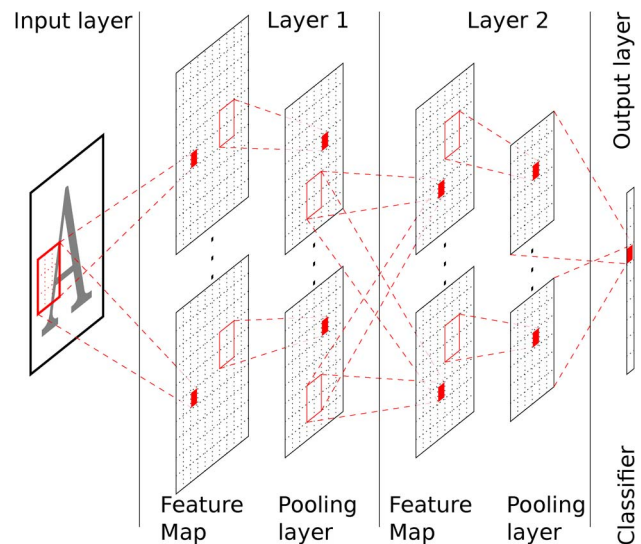 Input layer
Layer 1
Layer 2
Output layer
A
Feature
Map
Pooling
layer
Feature
Map
Pooling
layer
Classifier